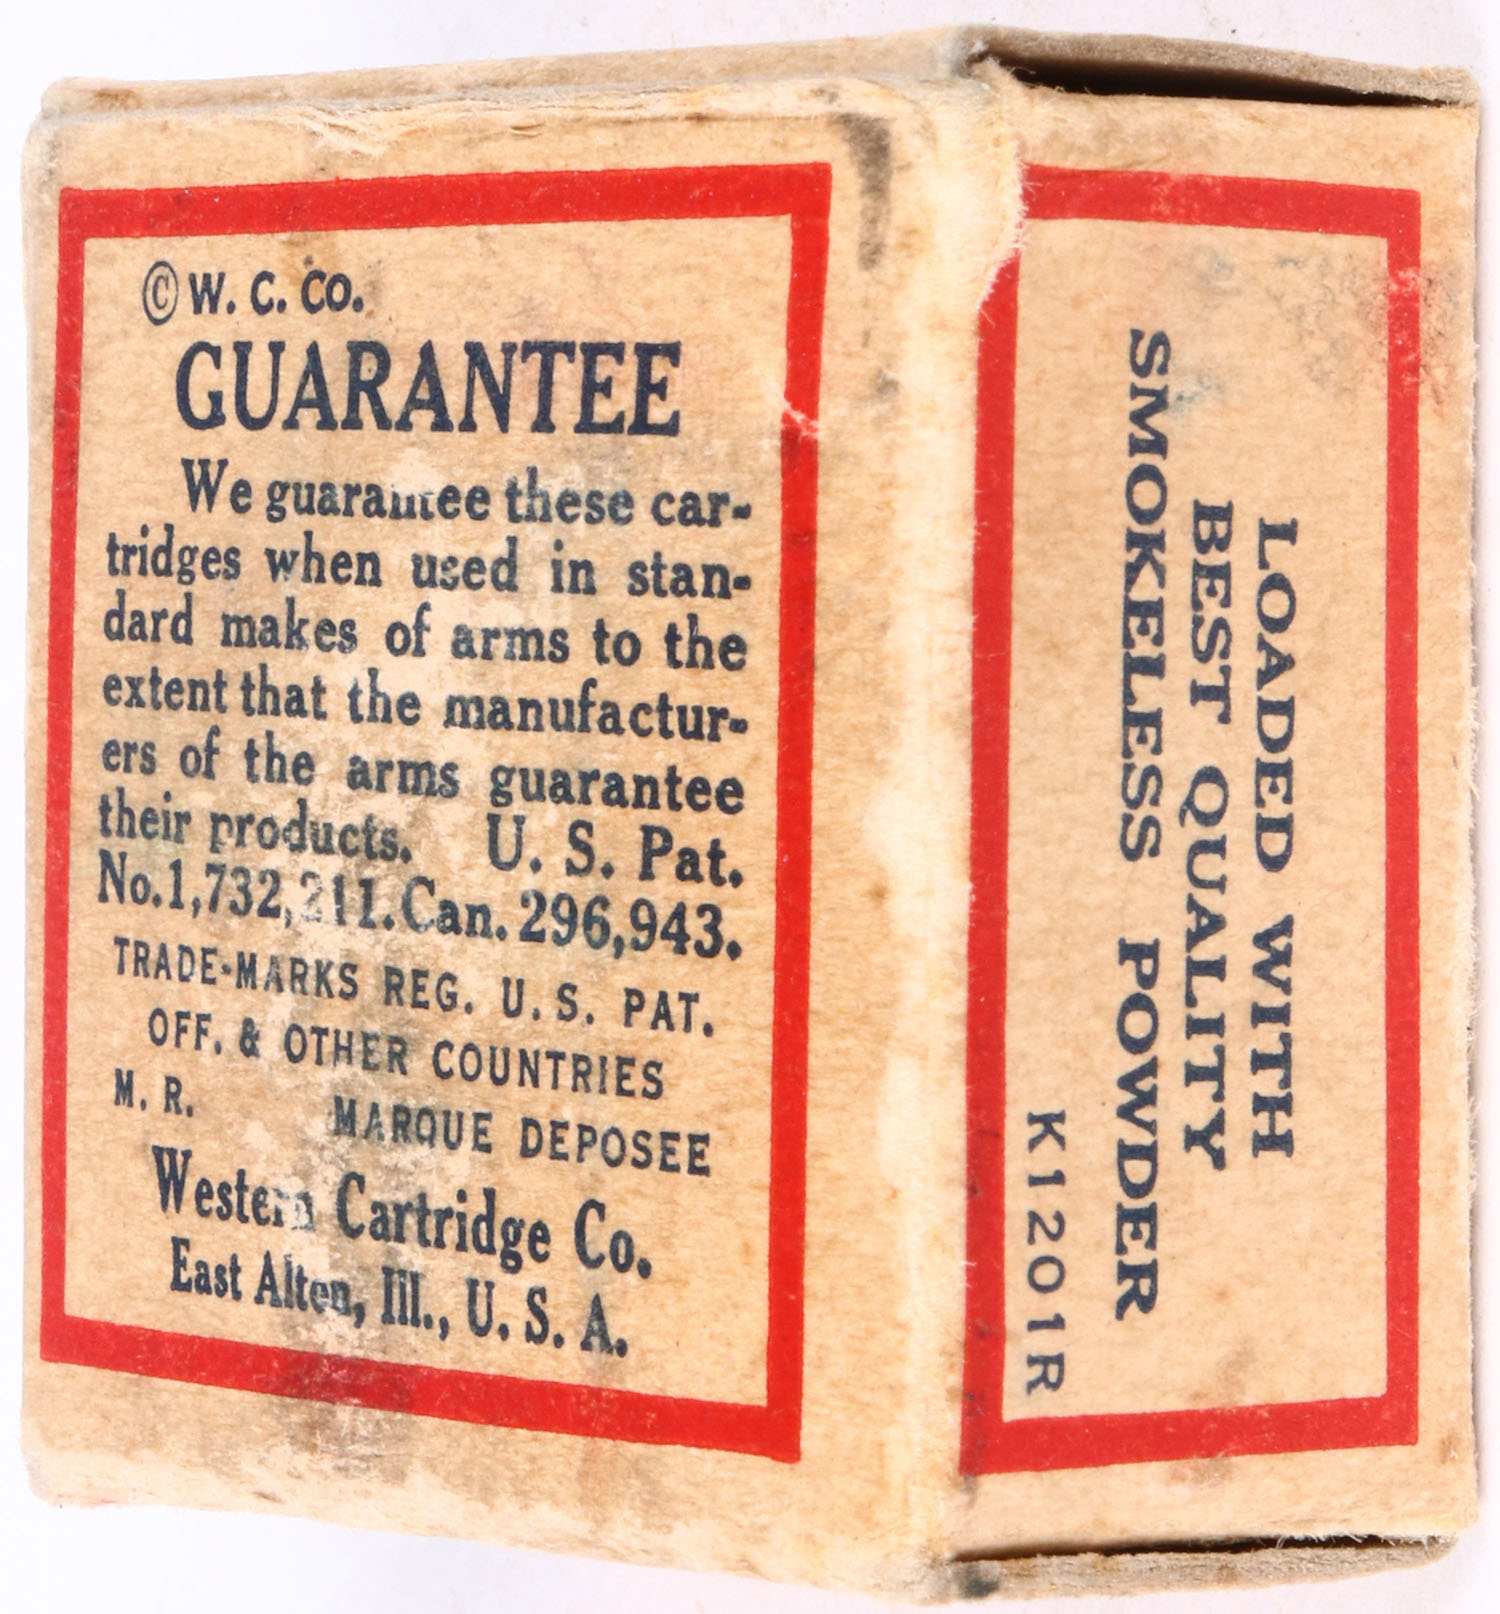 © W. C. CO.
GUARANTEE
We guarantee these car-
tridges when used in stan-
dard makes of arms to the
extent that the manufactur-
ers of the arms guarantee
their products. U. S. Pat.
No. 1,732,211. Can. 296,943.
TRADE-MARKS REG. U. S. PAT.
OFF. & OTHER COUNTRIES
M. R. MARQUE DEPOSEE
Western Cartridge Co.
East Alton, Ill., U. S. A.
LOADED WITH
BEST QUALITY
SMOKELESS POWDER
K1201R